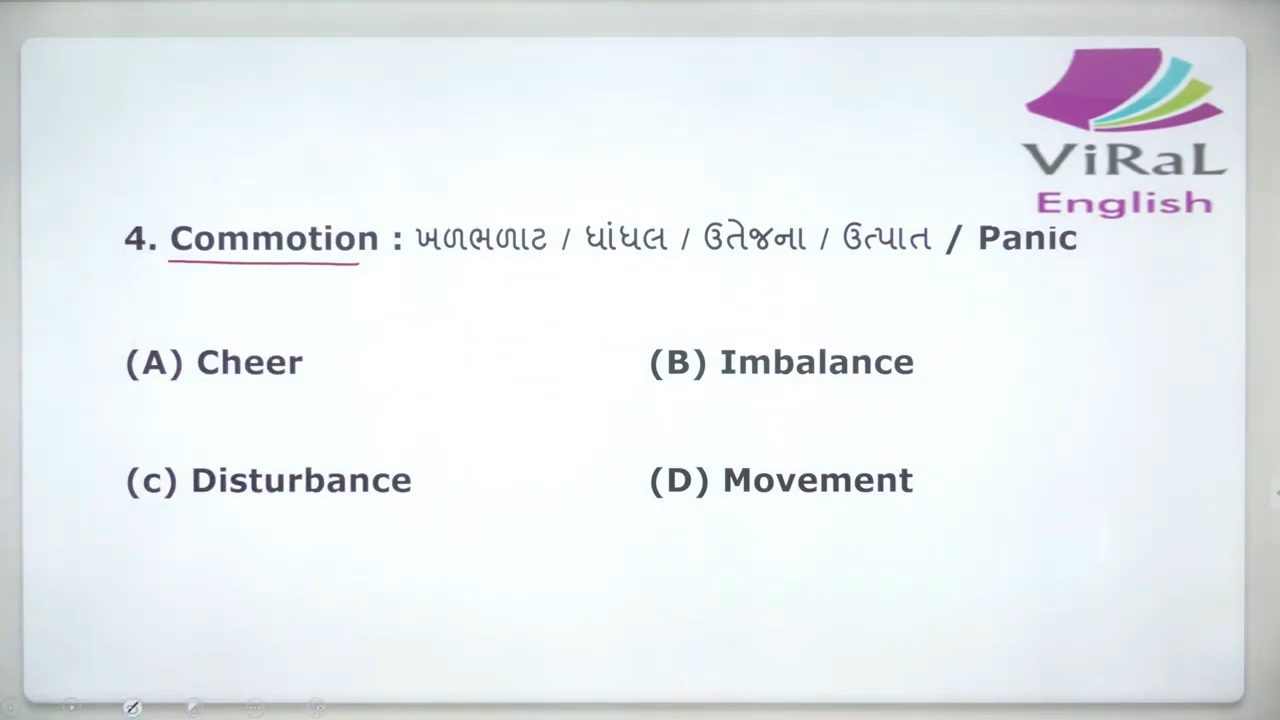 ViRaL
English
4. Commotion : ખળભળાટ / ધાંધલ / ઉતેજના / ઉત્પાત / Panic
(A) Cheer
(B) Imbalance
(c) Disturbance
(D) Movement